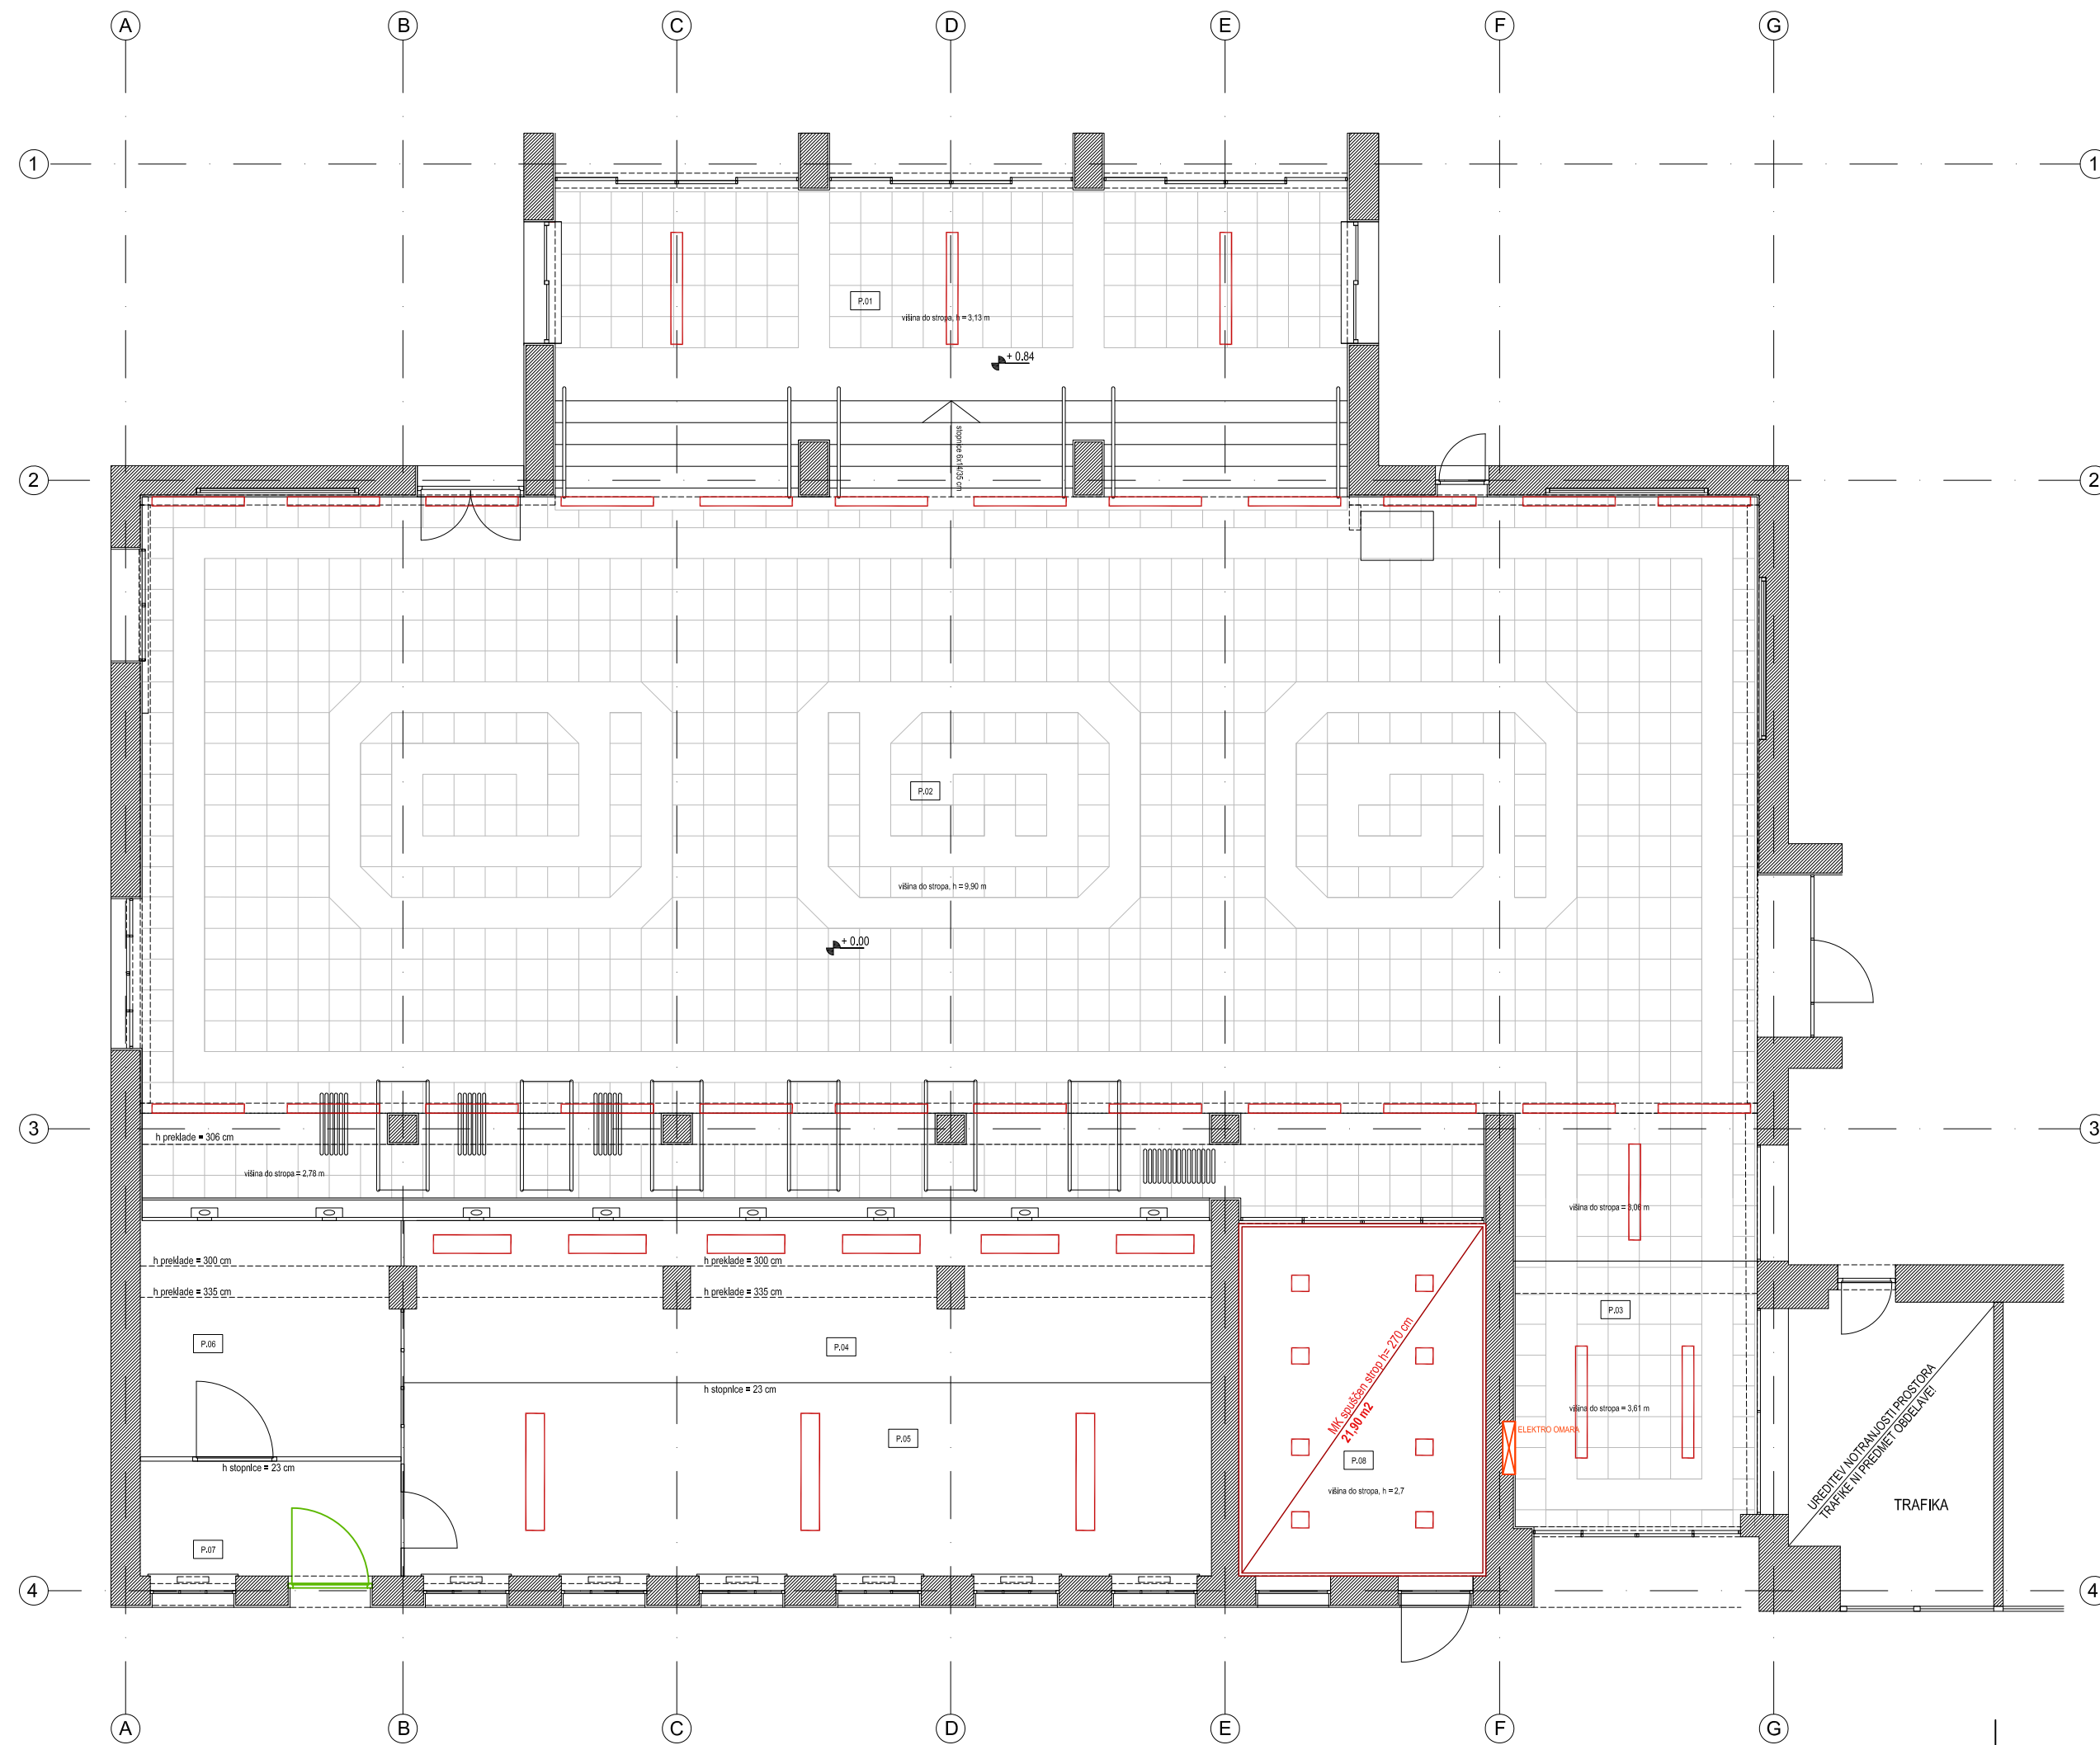 A B C D E F G
1 1
P.01
višina do stropa, h = 3,13 m
+ 0.84
stopnice 6x14/35 cm
2 2
P.02
višina do stropa, h = 9,90 m
+ 0.00
3 3
h preklade = 306 cm
višina do stropa = 2,78 m
višina do stropa = 3,06 m
h preklade = 300 cm h preklade = 300 cm
h preklade = 335 cm h preklade = 335 cm
P.03
P.06
P.04
MK spuščen strop h= 270 cm
21,90 m2
h stopnice = 23 cm
višina do stropa = 3,61 m
ELEKTRO OMARA
P.05
P.08
h stopnice = 23 cm
višina do stropa, h = 2,7
UREDITEV NOTRANJOSTI PROSTORA
TRAFIKE NI PREDMET OBDELAVE!
TRAFIKA
P.07
4 4
A B C D E F G